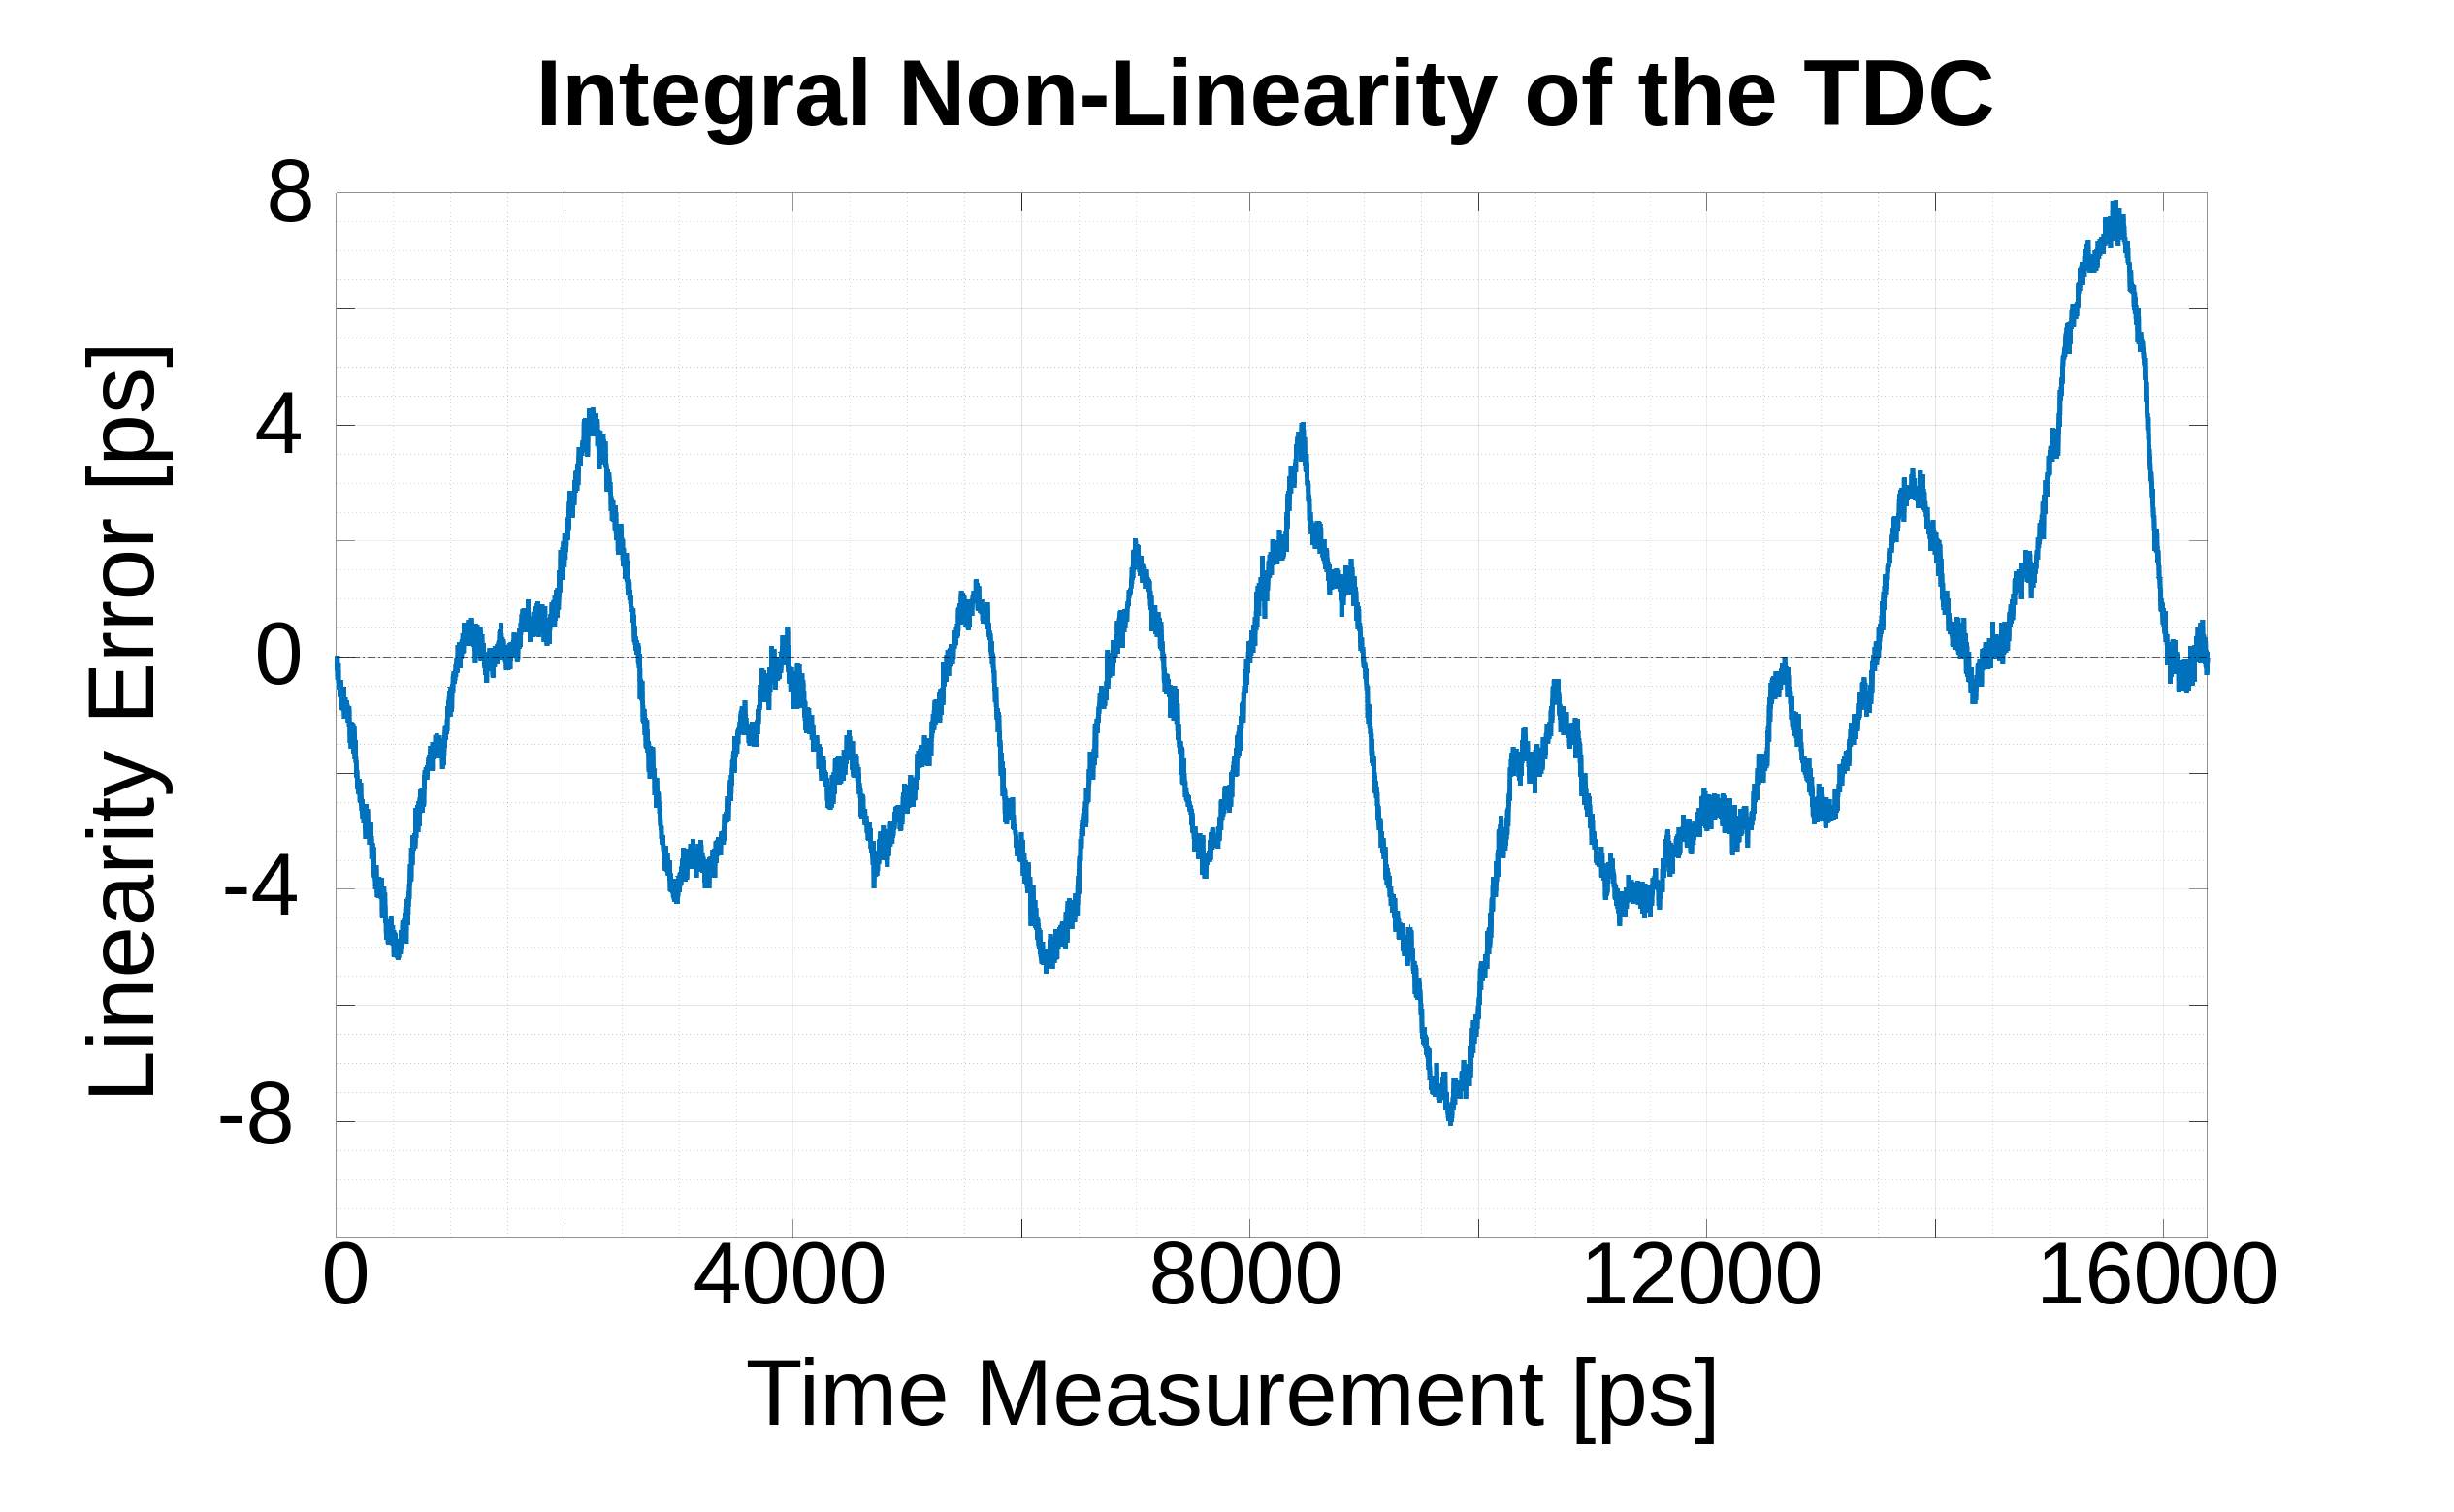 Integral Non-Linearity of the TDC
8
4
0
-4
-8
Linearity Error [ps]
0 4000 8000 12000 16000
Time Measurement [ps]